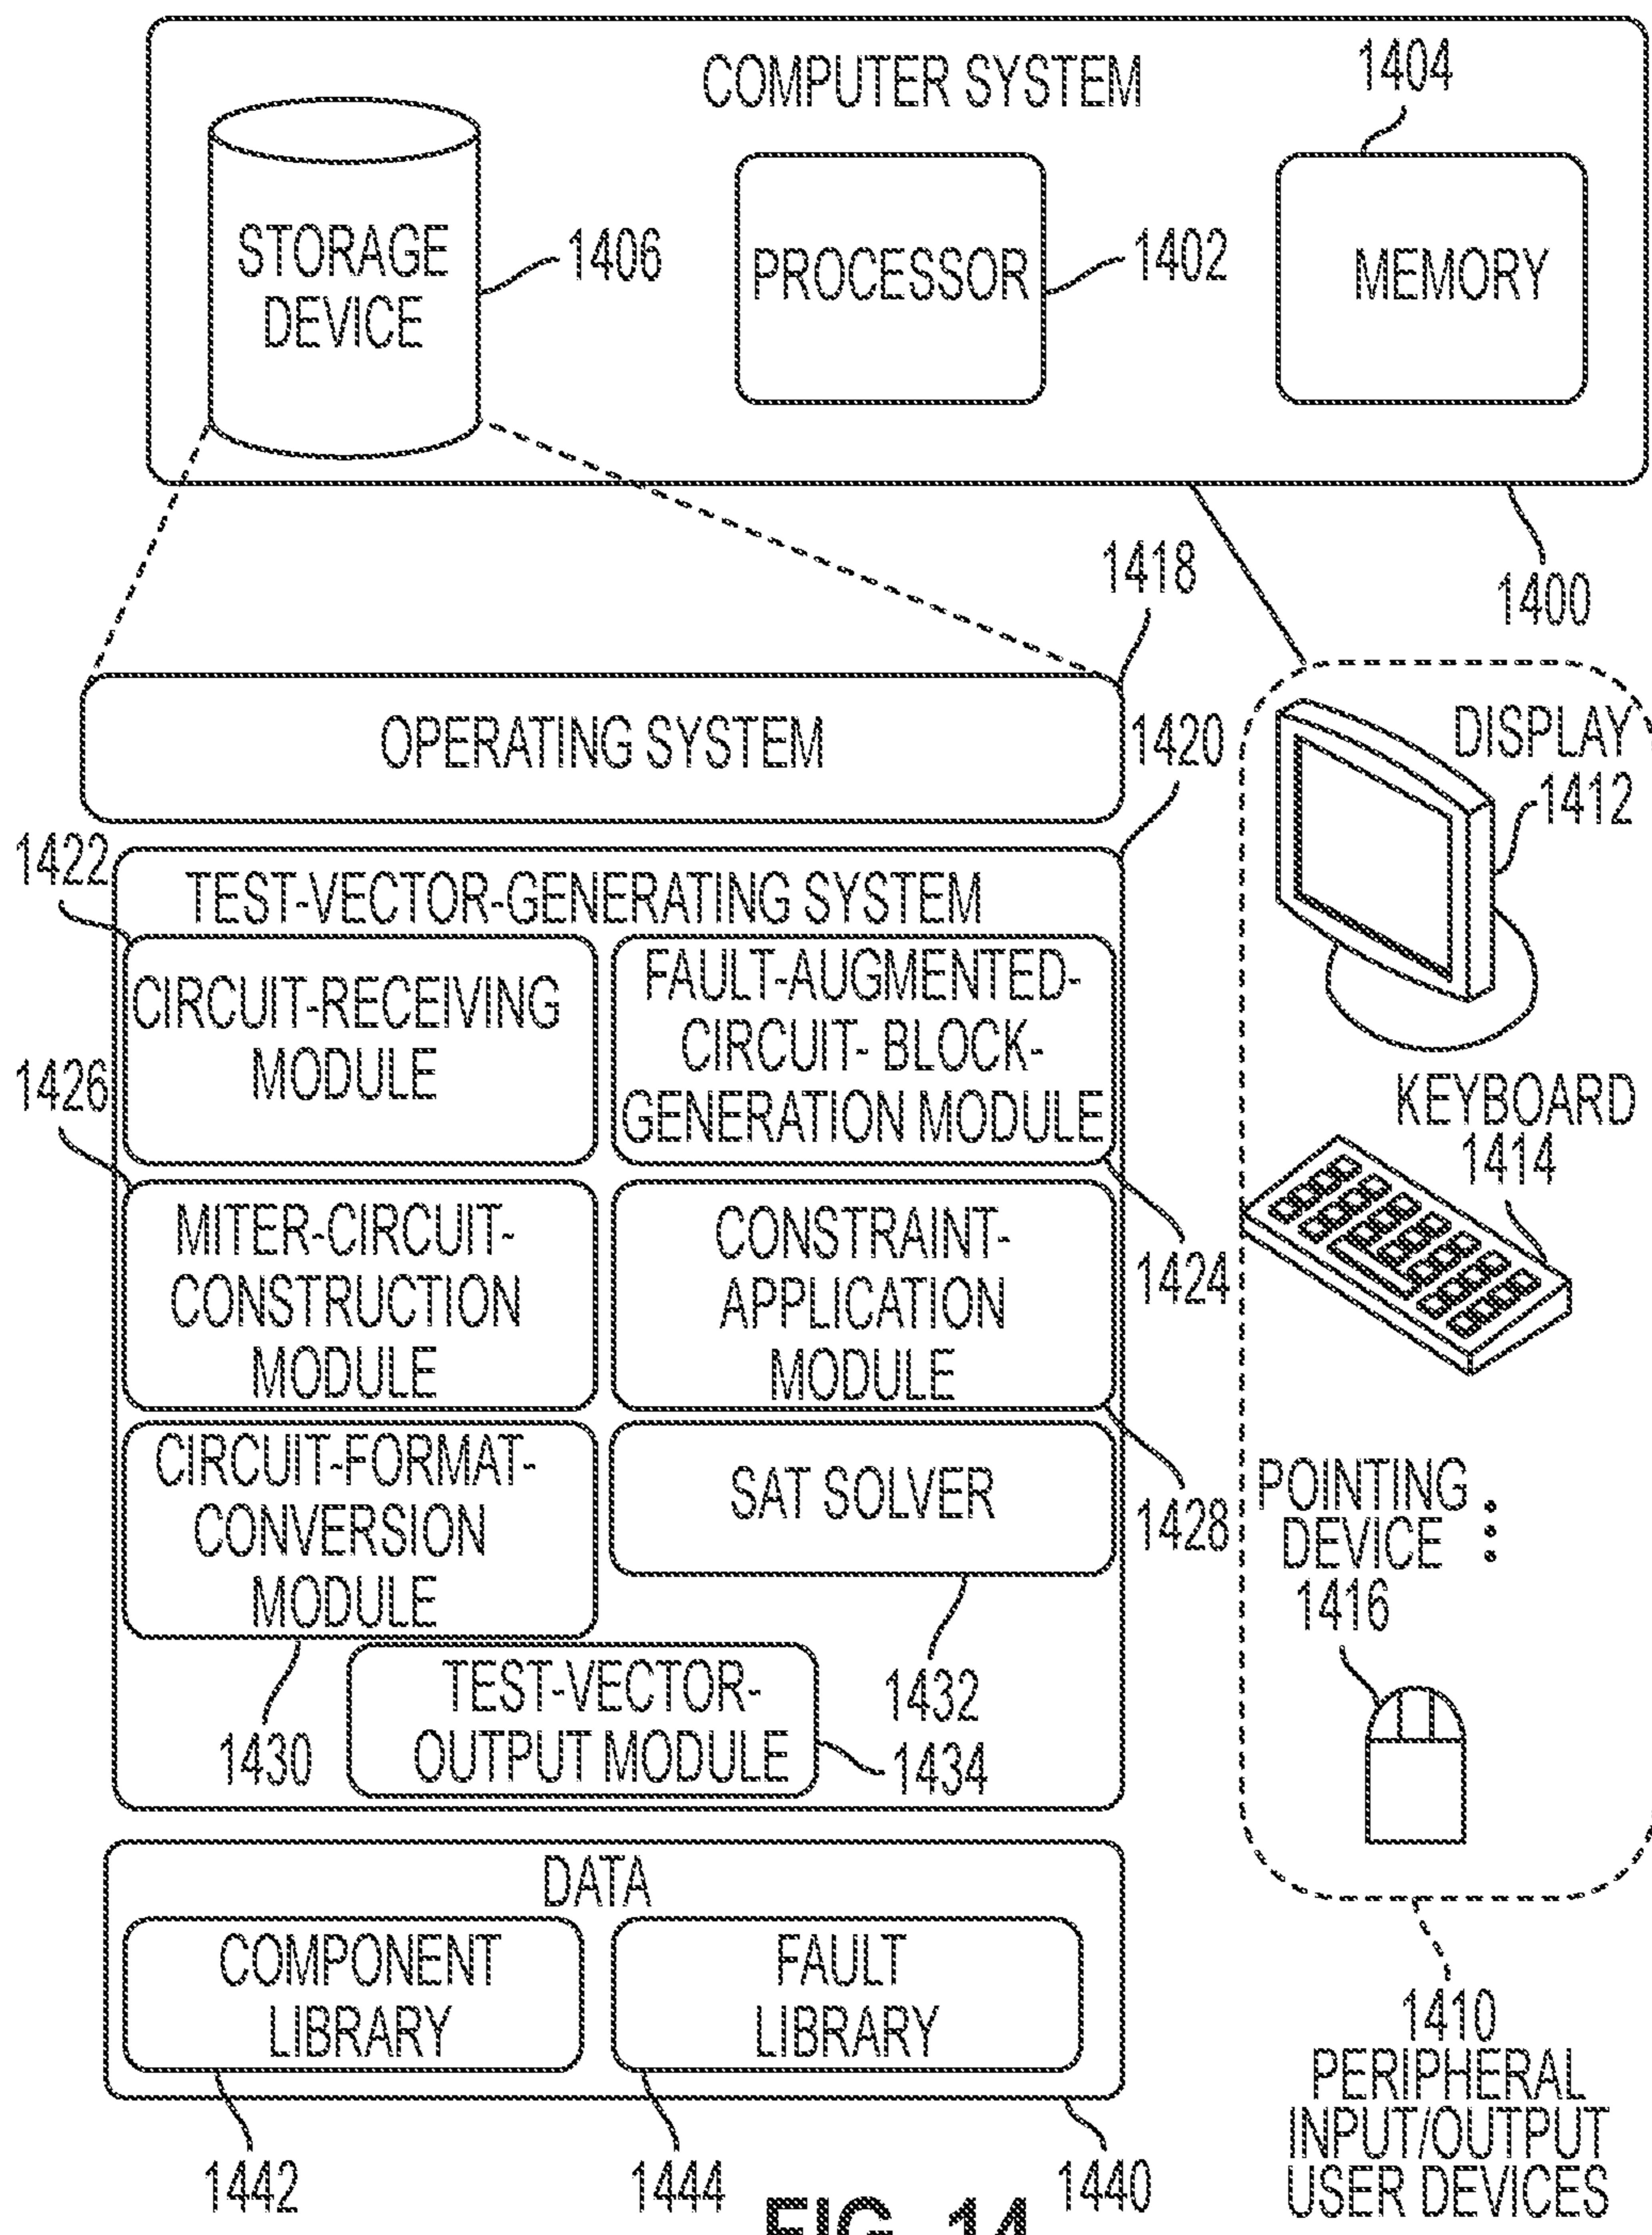 COMPUTER SYSTEM
1404
STORAGE
DEVICE
1406
PROCESSOR
1402
MEMORY
1418
1400
OPERATING SYSTEM
1420
DISPLAY
1412
1422
TEST-VECTOR-GENERATING SYSTEM
CIRCUIT-RECEIVING
MODULE
FAULT-AUGMENTED-
CIRCUIT- BLOCK-
GENERATION MODULE
1426
KEYBOARD
1414
MITER-CIRCUIT-
CONSTRUCTION
MODULE
CONSTRAINT-
APPLICATION
MODULE
1424
CIRCUIT-FORMAT-
CONVERSION
MODULE
SAT SOLVER
1428
POINTING
DEVICE
1416
1432
1430
TEST-VECTOR-
OUTPUT MODULE
1434
DATA
COMPONENT
LIBRARY
FAULT
LIBRARY
1410
PERIPHERAL
INPUT/OUTPUT
USER DEVICES
1442
1444
1440
FIG. 14